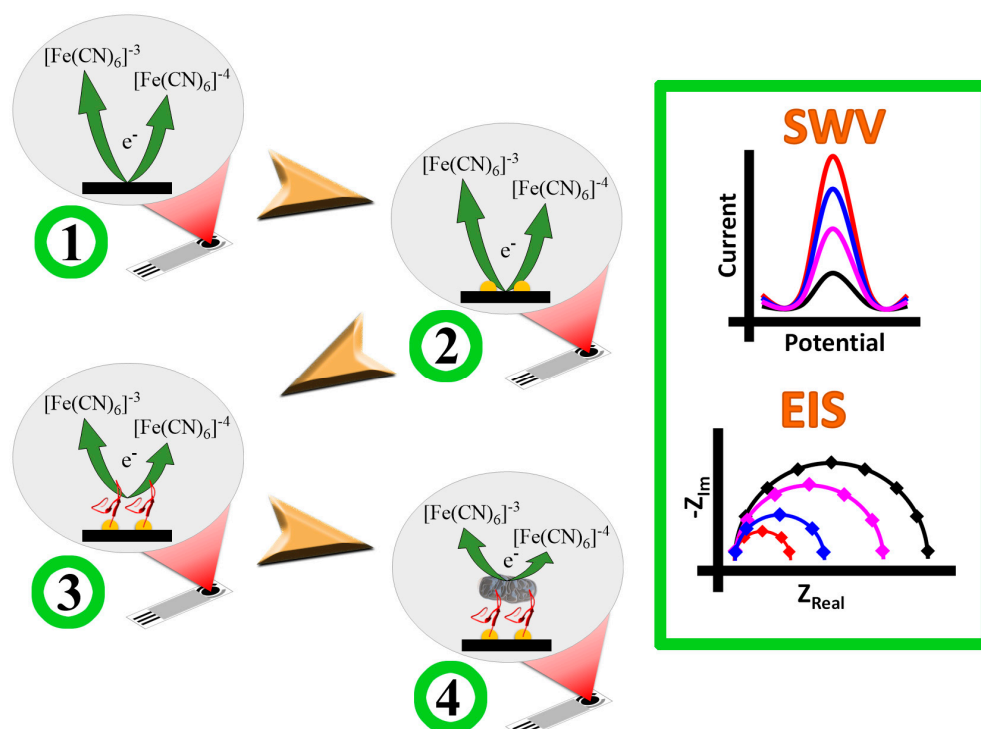 [Fe(CN)₆]⁻³
[Fe(CN)₆]⁻⁴
e⁻
1
[Fe(CN)₆]⁻³
[Fe(CN)₆]⁻⁴
e⁻
2
[Fe(CN)₆]⁻³
[Fe(CN)₆]⁻⁴
e⁻
3
[Fe(CN)₆]⁻³
[Fe(CN)₆]⁻⁴
e⁻
4
SWV
Current
Potential
EIS
-Z_Im
Z_Real